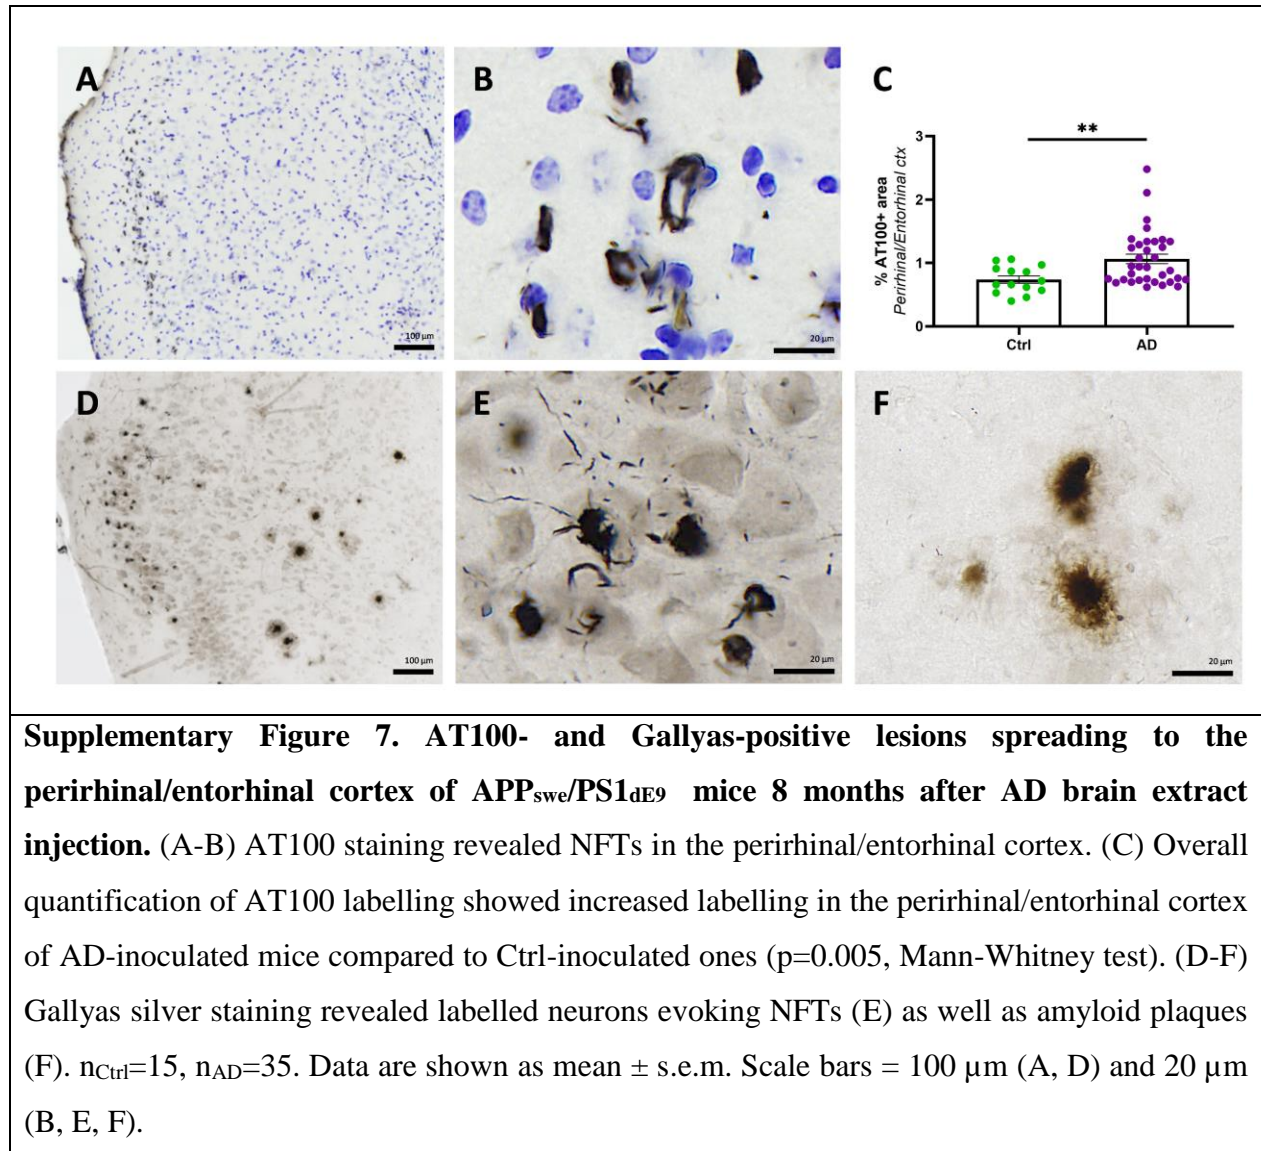 A
B
C
**
3
2
1
0
% AT100+ area
Perirhinal/Entorhinal ctx
Ctrl
AD
100 µm
20 µm
D
E
F
100 µm
20 µm
20 µm
Supplementary Figure 7. AT100- and Gallyas-positive lesions spreading to the
perirhinal/entorhinal cortex of APPswe/PS1dE9 mice 8 months after AD brain extract
injection. (A-B) AT100 staining revealed NFTs in the perirhinal/entorhinal cortex. (C) Overall
quantification of AT100 labelling showed increased labelling in the perirhinal/entorhinal cortex
of AD-inoculated mice compared to Ctrl-inoculated ones (p=0.005, Mann-Whitney test). (D-F)
Gallyas silver staining revealed labelled neurons evoking NFTs (E) as well as amyloid plaques
(F). nCtrl=15, nAD=35. Data are shown as mean ± s.e.m. Scale bars = 100 µm (A, D) and 20 µm
(B, E, F).